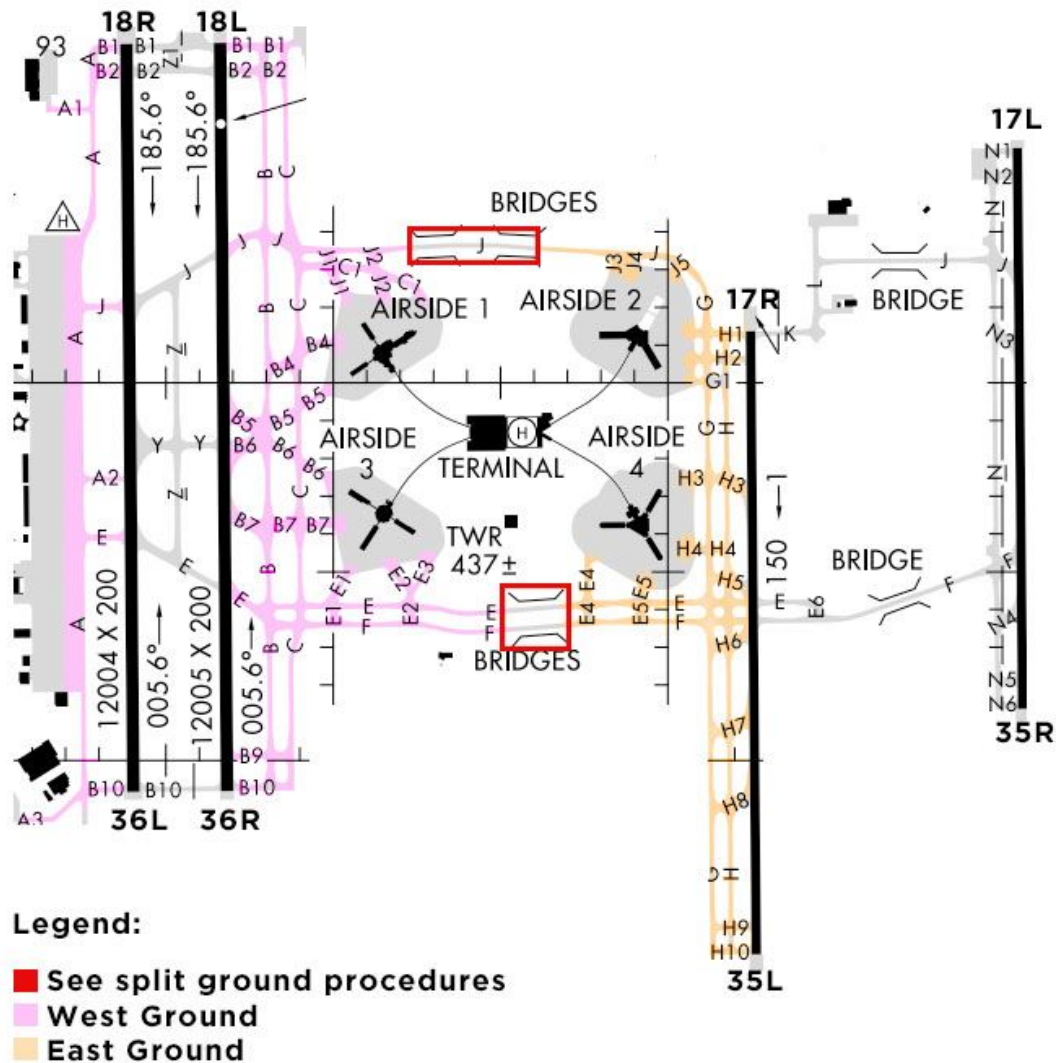 18R 18L
93
B1 B1 B1 B1
A
B2 B2 B2 B2
Z
A1
185.6°
185.6°
17L
N1
N2
A
B C
N
H
BRIDGES
J J J J J J2 J J J J
J1 C1 J3 J4 J5
J2 C1
J1
BRIDGE
AIRSIDE 1 AIRSIDE 2
J
B C
G
17R
L
A
H1 K
N3
B4
Z
H2
B4
G1
B5
B5 B5
Y Y B6 B6
AIRSIDE
3
H
TERMINAL
AIRSIDE
4
G H
B6
A2
Z
C
H3 H3
N
1
B7 B7 B7
E
TWR
437±
H4 H4
150
BRIDGE
E
B
E1 E2 E3
E4 E5
H5
F
E E E E4 E5 E E E6 F
E1 E2
F F F
H6
N4
A
B C
BRIDGES
12004 X 200
005.6°
12005 X 200
005.6°
N5
N6
35R
H7
B9
B10 B10 B10
H8
A3
36L 36R
G H
H9
H10
35L
Legend:
See split ground procedures
West Ground
East Ground